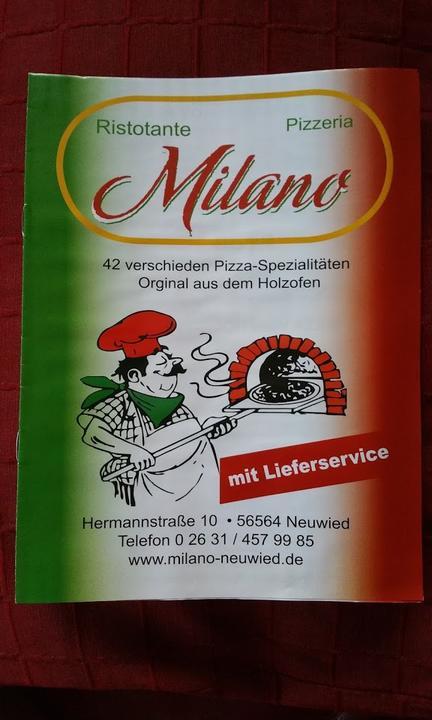 Ristotante Pizzeria
Milano
42 verschieden Pizza-Spezialitäten
Orginal aus dem Holzofen
mit Lieferservice
Hermannstraße 10 • 56564 Neuwied
Telefon 0 26 31 / 457 99 85
www.milano-neuwied.de